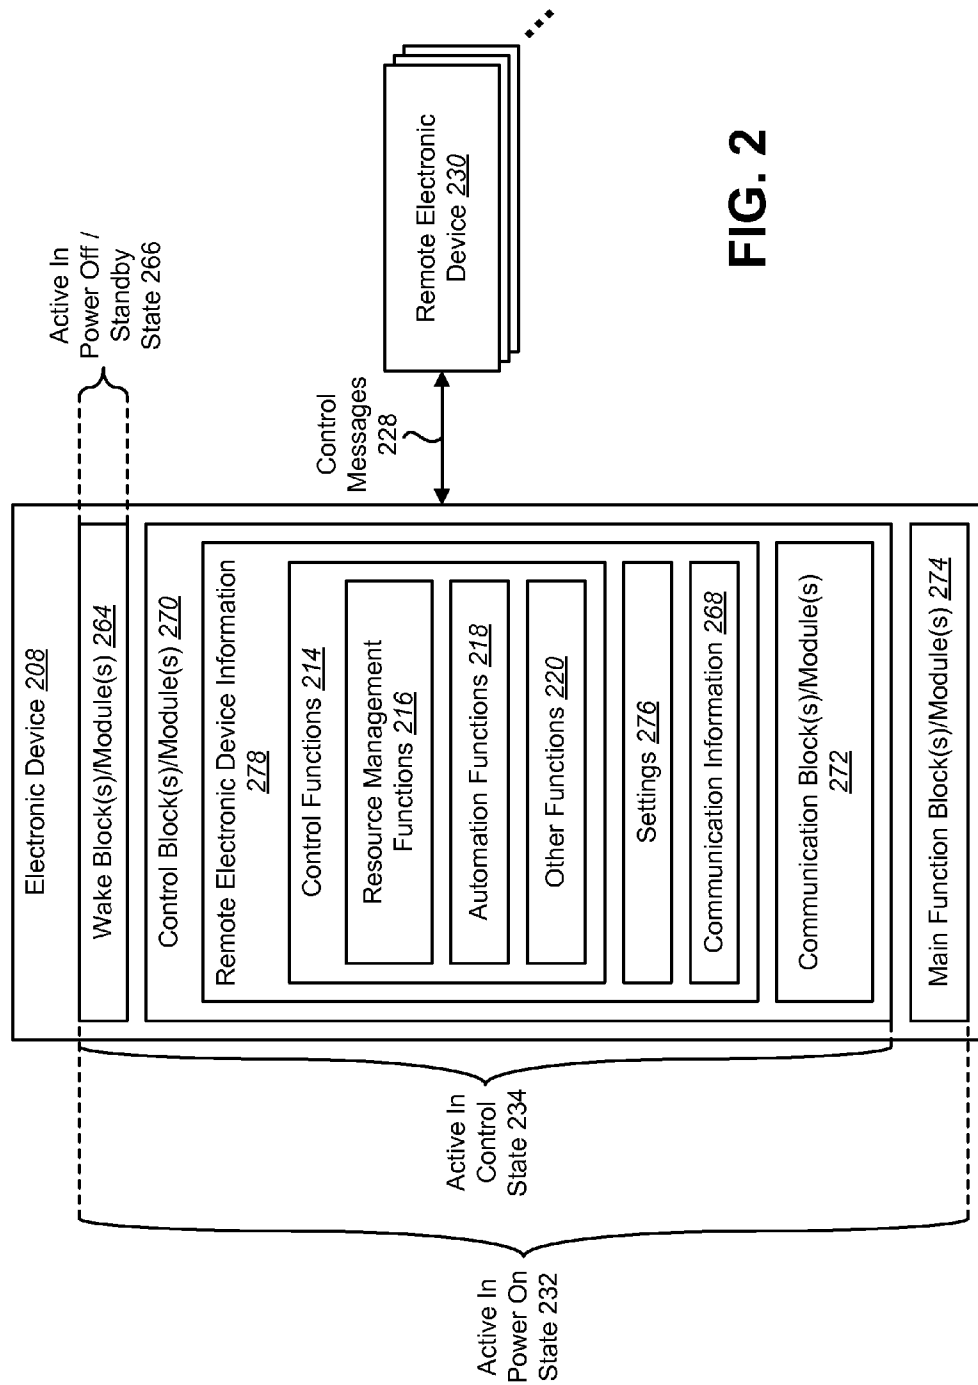 Electronic Device 208
Wake Block(s)/Module(s) 264
Control Block(s)/Module(s) 270
Remote Electronic Device Information
278
Control Functions 214
Resource Management
Functions 216
Automation Functions 218
Other Functions 220
Settings 276
Communication Information 268
Communication Block(s)/Module(s)
272
Main Function Block(s)/Module(s) 274
Active In
Power Off /
Standby
State 266
Control
Messages
228
Remote Electronic
Device 230
Active In
Control
State 234
Active In
Power On
State 232
FIG. 2